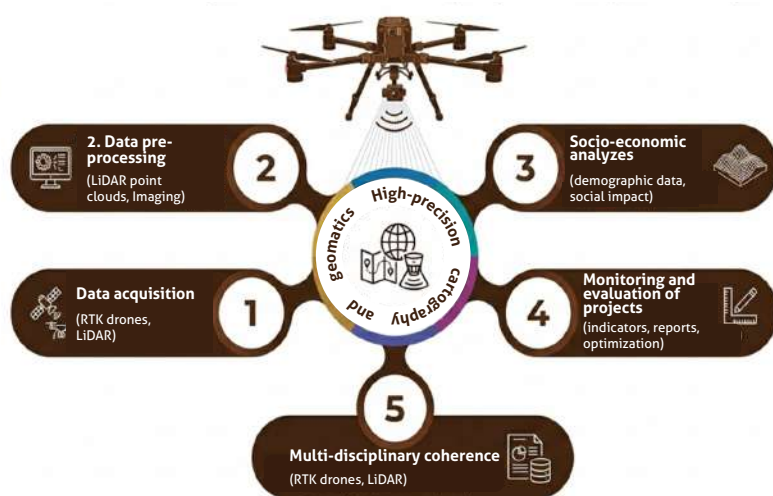 High-precision
cartography and
geomatics
1
Data acquisition
(RTK drones,
LiDAR)
2
2. Data pre-
processing
(LiDAR point
clouds, Imaging)
3
Socio-economic
analyzes
(demographic data,
social impact)
4
Monitoring and
evaluation of
projects
(indicators, reports,
optimization)
5
Multi-disciplinary coherence
(RTK drones, LiDAR)